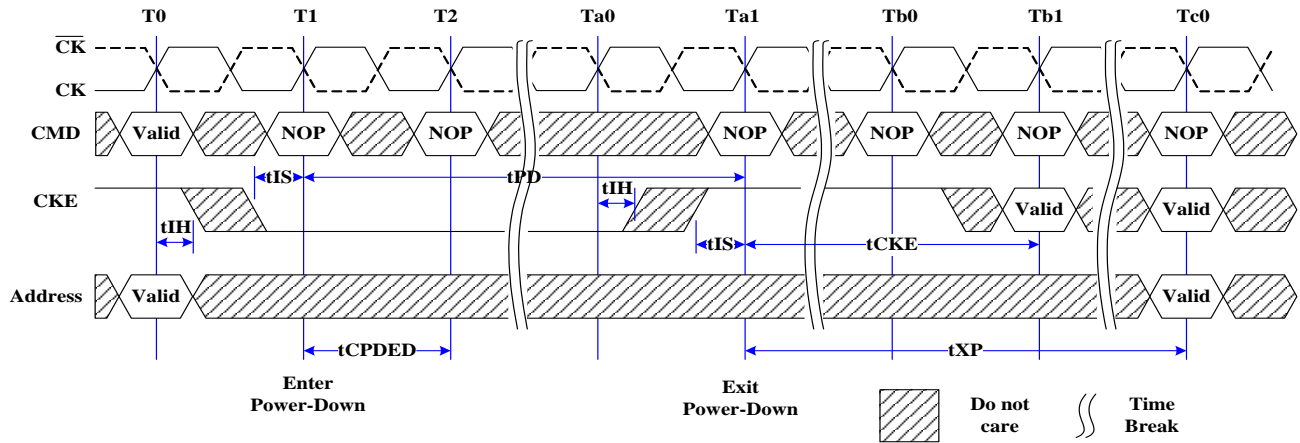 T0 T1 T2 Ta0 Ta1 Tb0 Tb1 Tc0
CK
CK
CMD Valid NOP NOP NOP NOP NOP NOP
tIS tPD tIH
CKE Valid Valid
tIH tIS tCKE
Address Valid Valid
tCPDED tXP
Enter
Power-Down
Exit
Power-Down
Do not
care
Time
Break